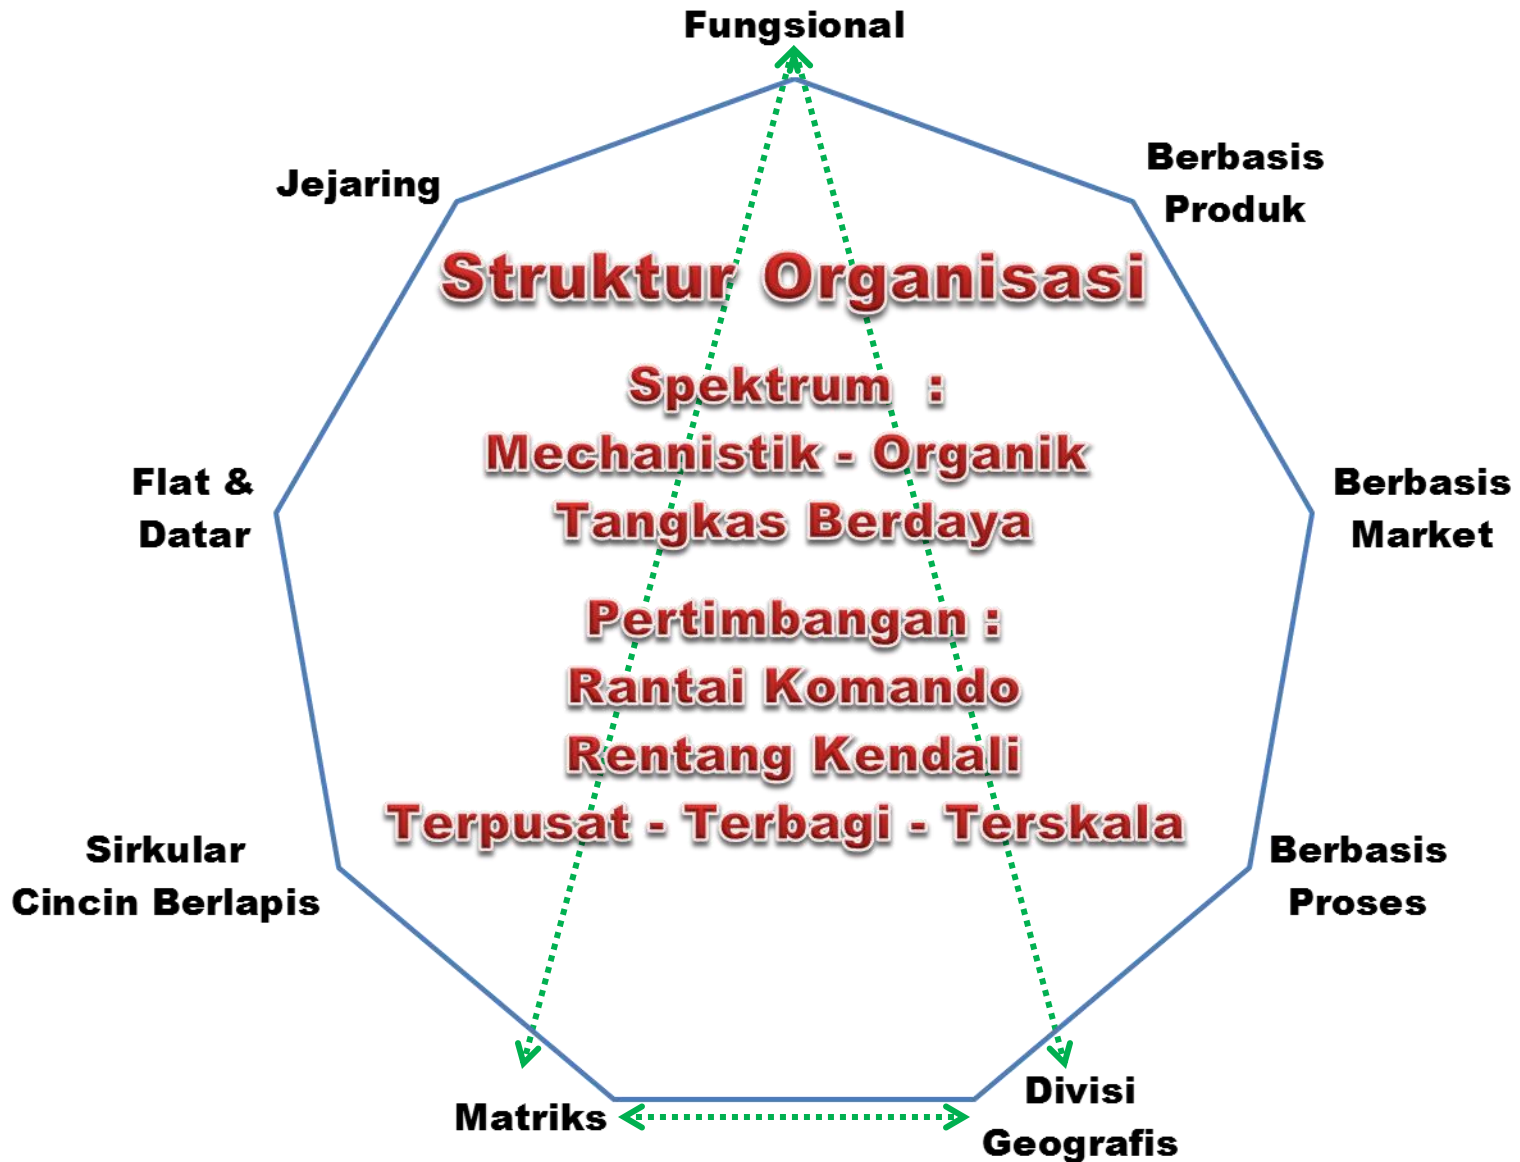 Fungsional
Jejaring
Berbasis
Produk
Struktur Organisasi
Spektrum :
Mechanistik - Organik
Tangkas Berdaya
Flat &
Datar
Berbasis
Market
Pertimbangan :
Rantai Komando
Rentang Kendali
Terpusat - Terbagi - Terskala
Sirkular
Cincin Berlapis
Berbasis
Proses
Matriks
Divisi
Geografis